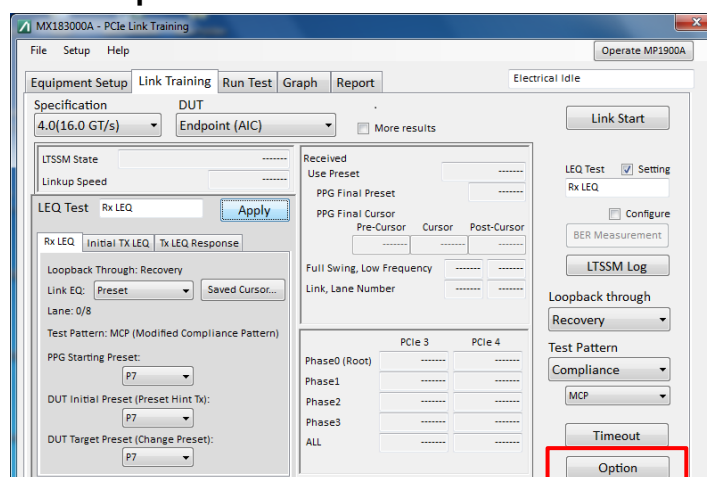 MX183000A - PCIe Link Training
File Setup Help
Operate MP1900A
Equipment Setup Link Training Run Test Graph Report
Electrical Idle
Specification DUT
4.0(16.0 GT/s) Endpoint (AIC)
More results
Link Start
LTSSM State -------
Linkup Speed -------
LEQ Test Rx LEQ Apply
Rx LEQ Initial TX LEQ Tx LEQ Response
Loopback Through: Recovery
Link EQ: Preset Saved Cursor...
Lane: 0/8
Test Pattern: MCP (Modified Compliance Pattern)
PPG Starting Preset:
P7
DUT Initial Preset (Preset Hint Tx):
P7
DUT Target Preset (Change Preset):
P7
Received
Use Preset -------
PPG Final Preset -------
PPG Final Cursor
Pre-Cursor Cursor Post-Cursor
------- ------- -------
Full Swing, Low Frequency ------- -------
Link, Lane Number ------- -------
PCIe 3 PCIe 4
Phase0 (Root) ------- -------
Phase1 ------- -------
Phase2 ------- -------
Phase3 ------- -------
ALL ------- -------
LEQ Test Setting
Rx LEQ
Configure
BER Measurement
LTSSM Log
Loopback through
Recovery
Test Pattern
Compliance
MCP
Timeout
Option